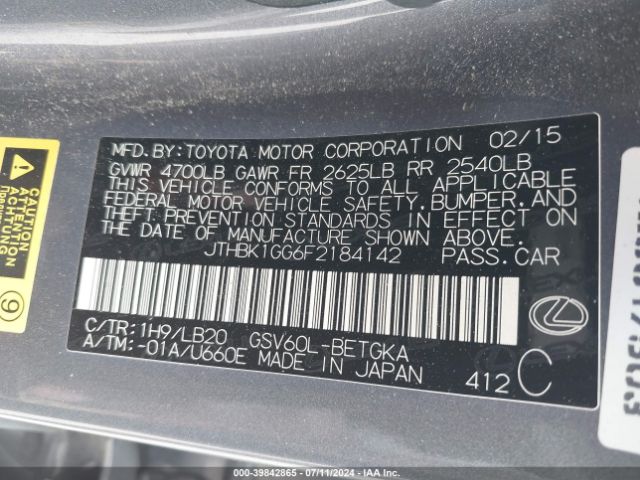 MFD.BY:TOYOTA MOTOR CORPORATION 02/15
GVWR 4700LB GAWR FR 2625LB RR 2540LB
THIS VEHICLE CONFORMS TO ALL APPLICABLE
FEDERAL MOTOR VEHICLE SAFETY,BUMPER,AND
THEFT PREVENTION STANDARDS IN EFFECT ON
THE DATE OF MANUFACTURE SHOWN ABOVE.
JTHBK1GG6F2184142 PASS.CAR
C/TR:1H9/LB20 GSV60L-BETGKA
A/TM:-01A/U660E MADE IN JAPAN
412 C
ATTENTION
ACHTUNG
9
000-39842865 - 07/11/2024 - IAA Inc.